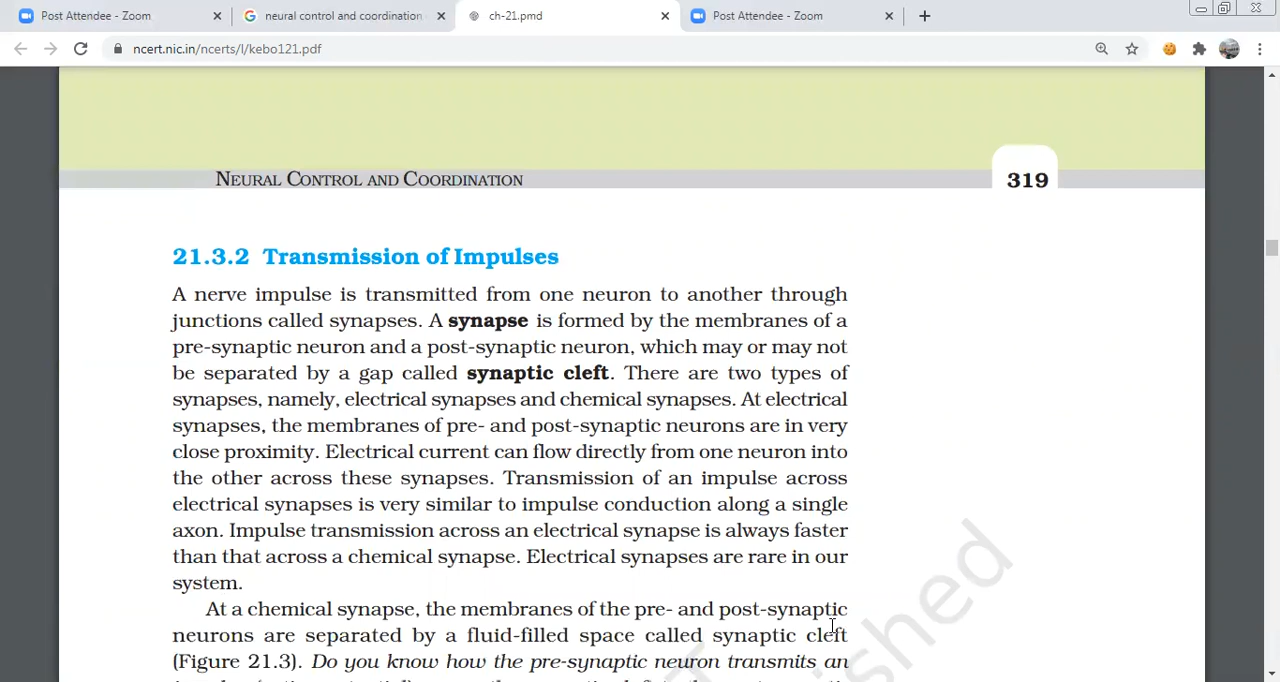 Post Attendee - Zoom
neural control and coordination
ch-21.pmd
Post Attendee - Zoom
ncert.nic.in/ncerts/l/kebo121.pdf
NEURAL CONTROL AND COORDINATION
319
21.3.2 Transmission of Impulses
A nerve impulse is transmitted from one neuron to another through
junctions called synapses. A synapse is formed by the membranes of a
pre-synaptic neuron and a post-synaptic neuron, which may or may not
be separated by a gap called synaptic cleft. There are two types of
synapses, namely, electrical synapses and chemical synapses. At electrical
synapses, the membranes of pre- and post-synaptic neurons are in very
close proximity. Electrical current can flow directly from one neuron into
the other across these synapses. Transmission of an impulse across
electrical synapses is very similar to impulse conduction along a single
axon. Impulse transmission across an electrical synapse is always faster
than that across a chemical synapse. Electrical synapses are rare in our
system.
At a chemical synapse, the membranes of the pre- and post-synaptic
neurons are separated by a fluid-filled space called synaptic cleft
(Figure 21.3). Do you know how the pre-synaptic neuron transmits an